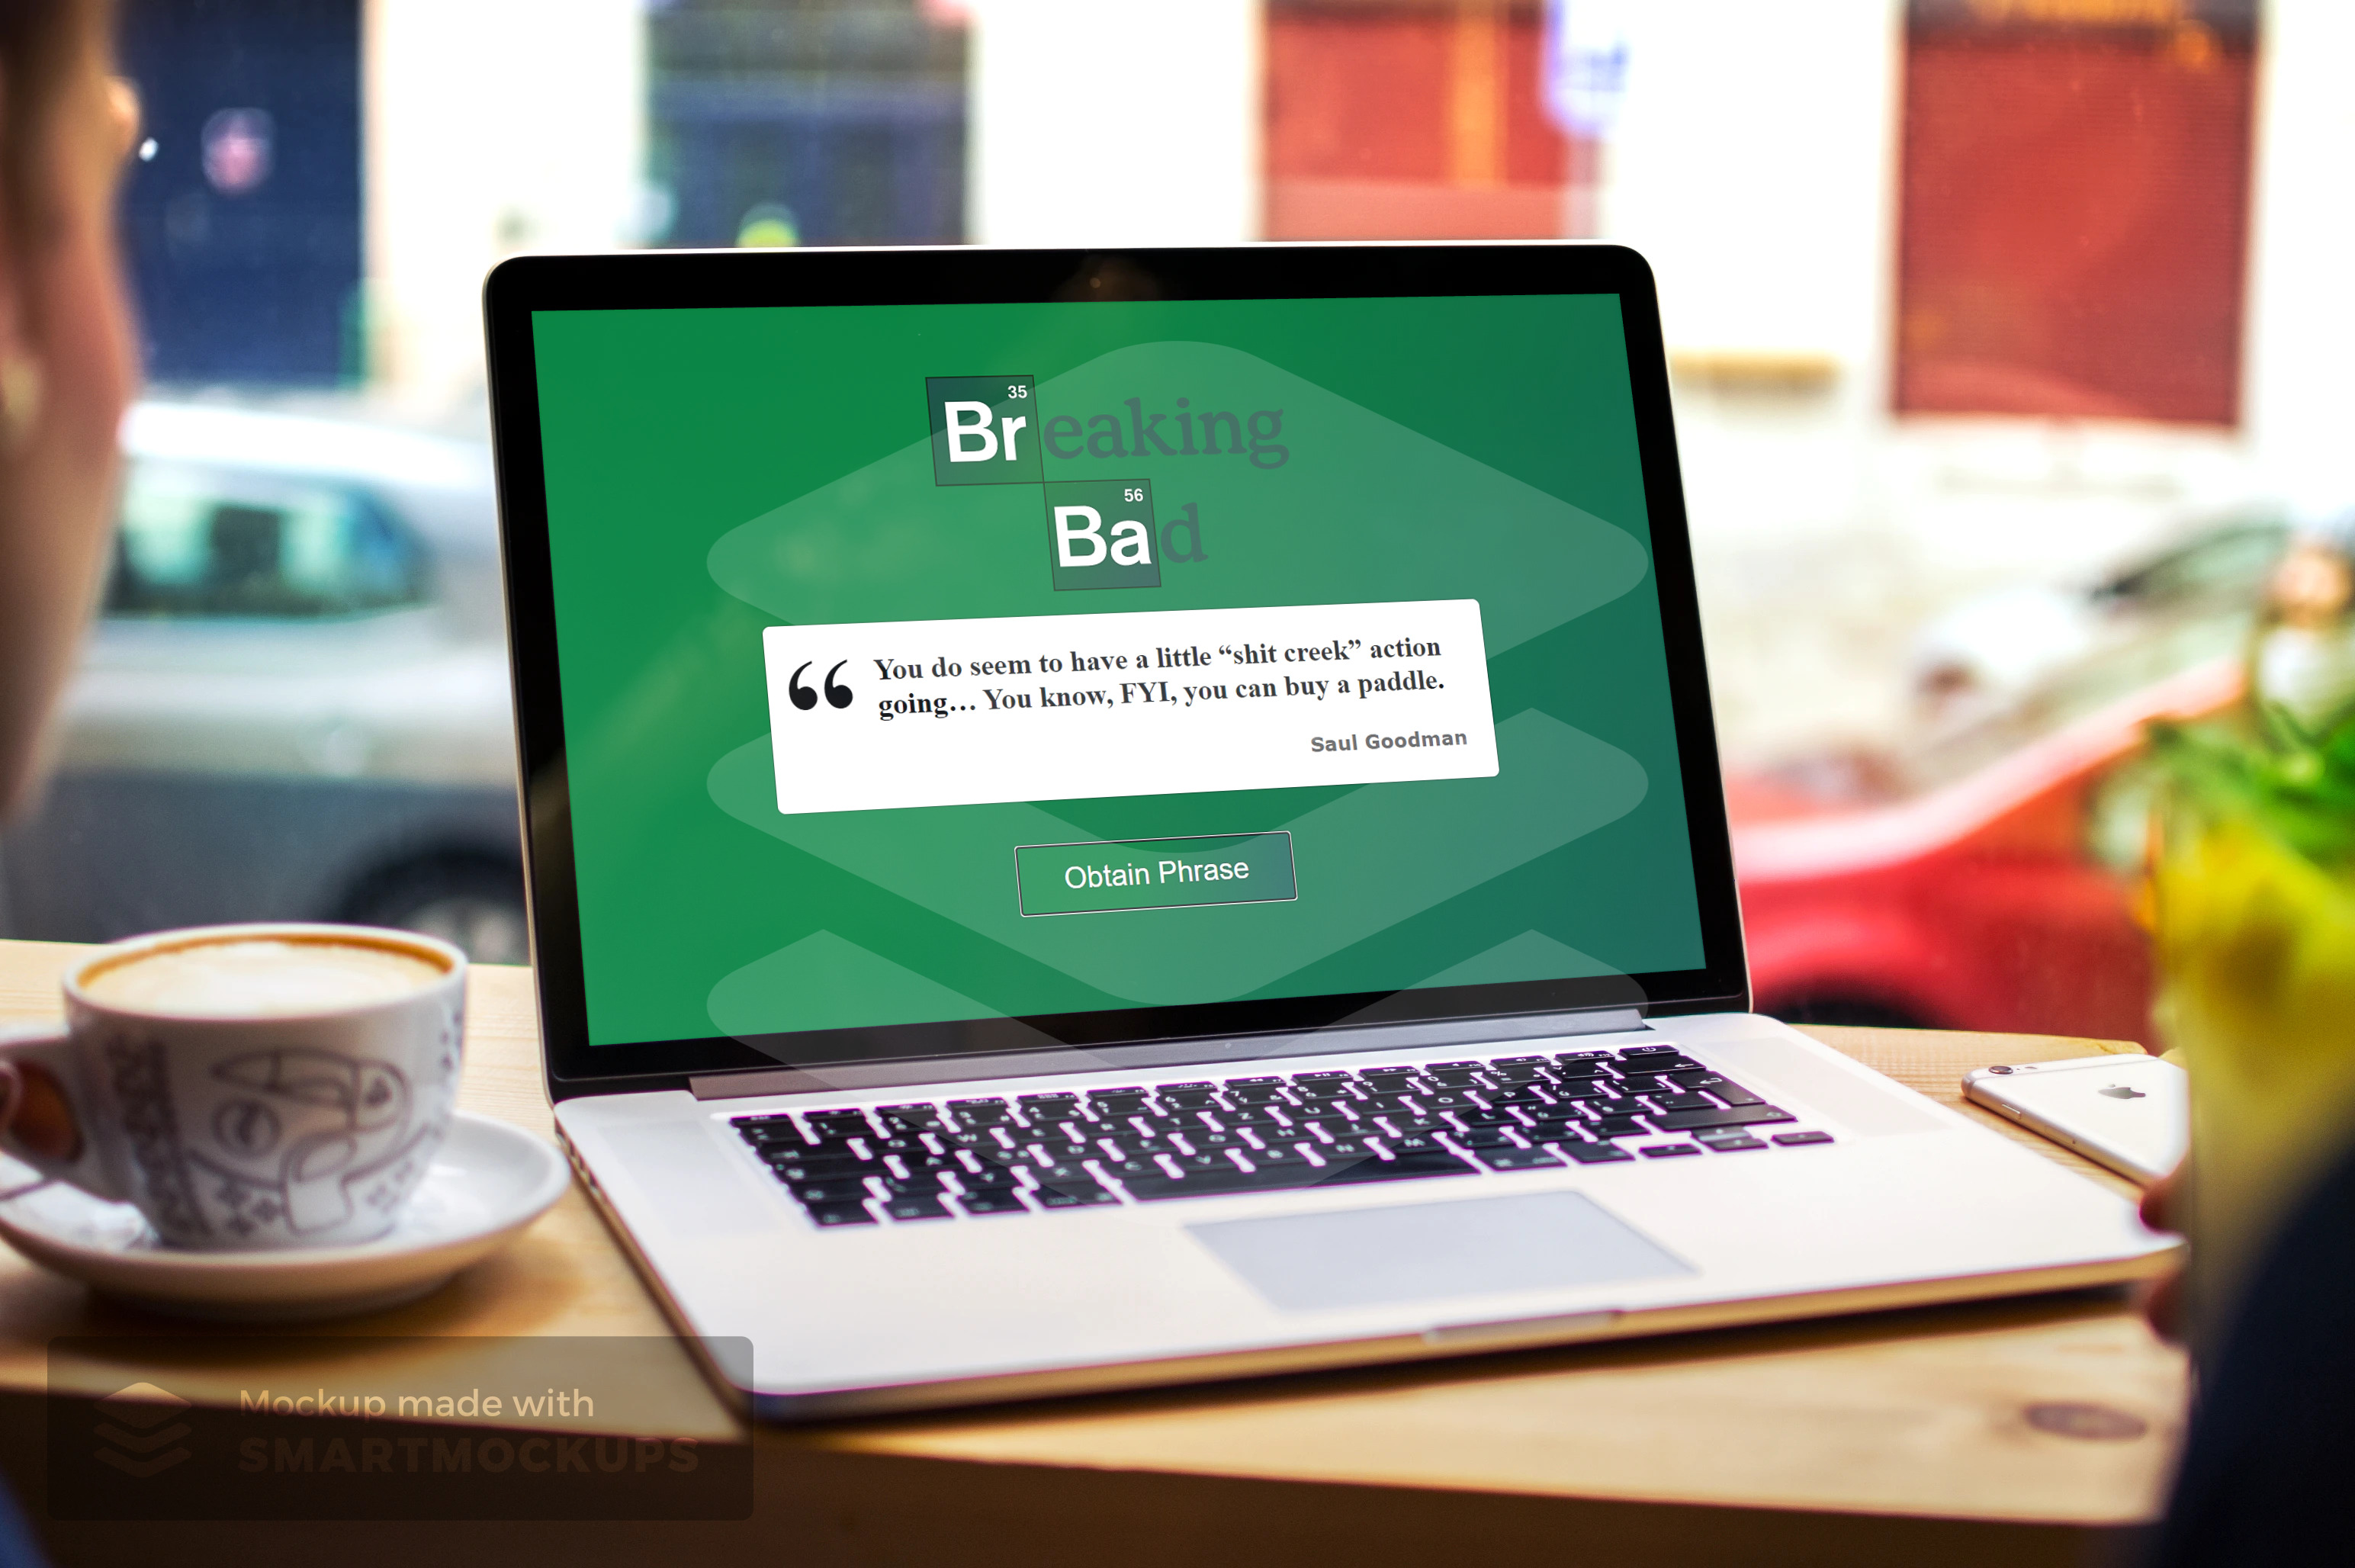 35
Breaking
56
Bad
“ You do seem to have a little “shit creek” action
going… You know, FYI, you can buy a paddle.
Saul Goodman
Obtain Phrase
Mockup made with
SMARTMOCKUPS